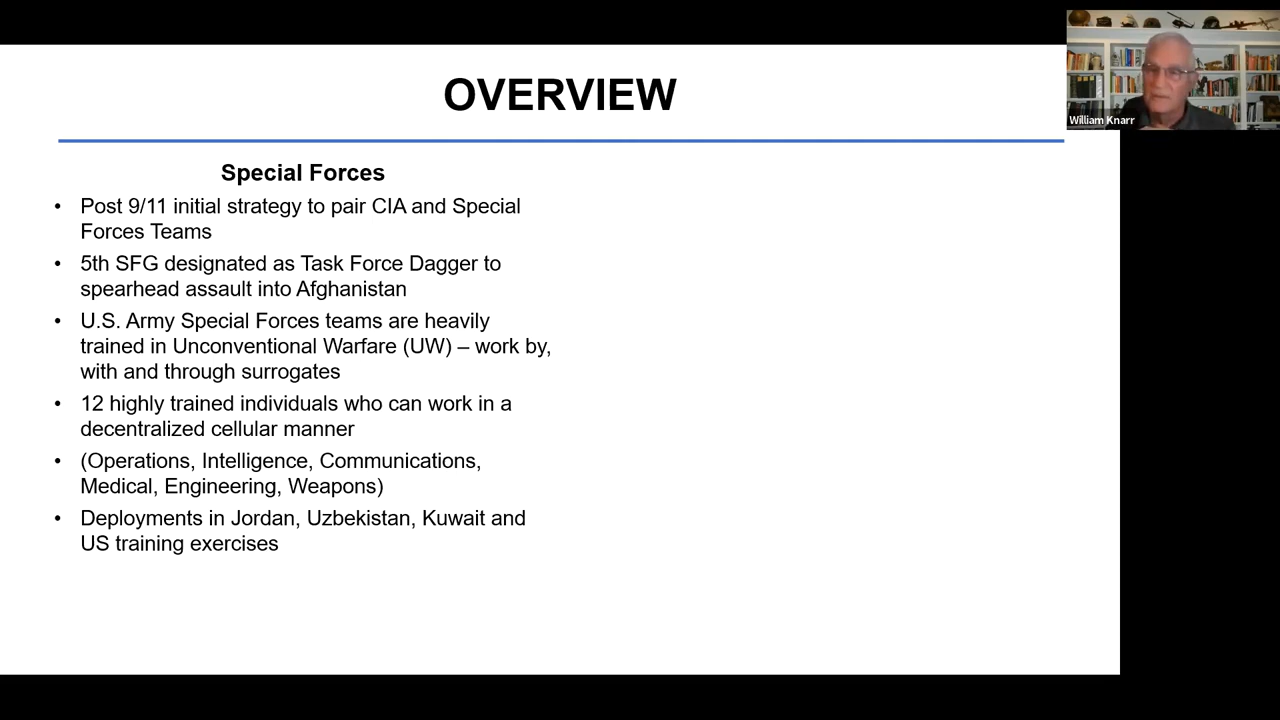 OVERVIEW
William Knarr
Special Forces
• Post 9/11 initial strategy to pair CIA and Special
Forces Teams
• 5th SFG designated as Task Force Dagger to
spearhead assault into Afghanistan
• U.S. Army Special Forces teams are heavily
trained in Unconventional Warfare (UW) – work by,
with and through surrogates
• 12 highly trained individuals who can work in a
decentralized cellular manner
• (Operations, Intelligence, Communications,
Medical, Engineering, Weapons)
• Deployments in Jordan, Uzbekistan, Kuwait and
US training exercises